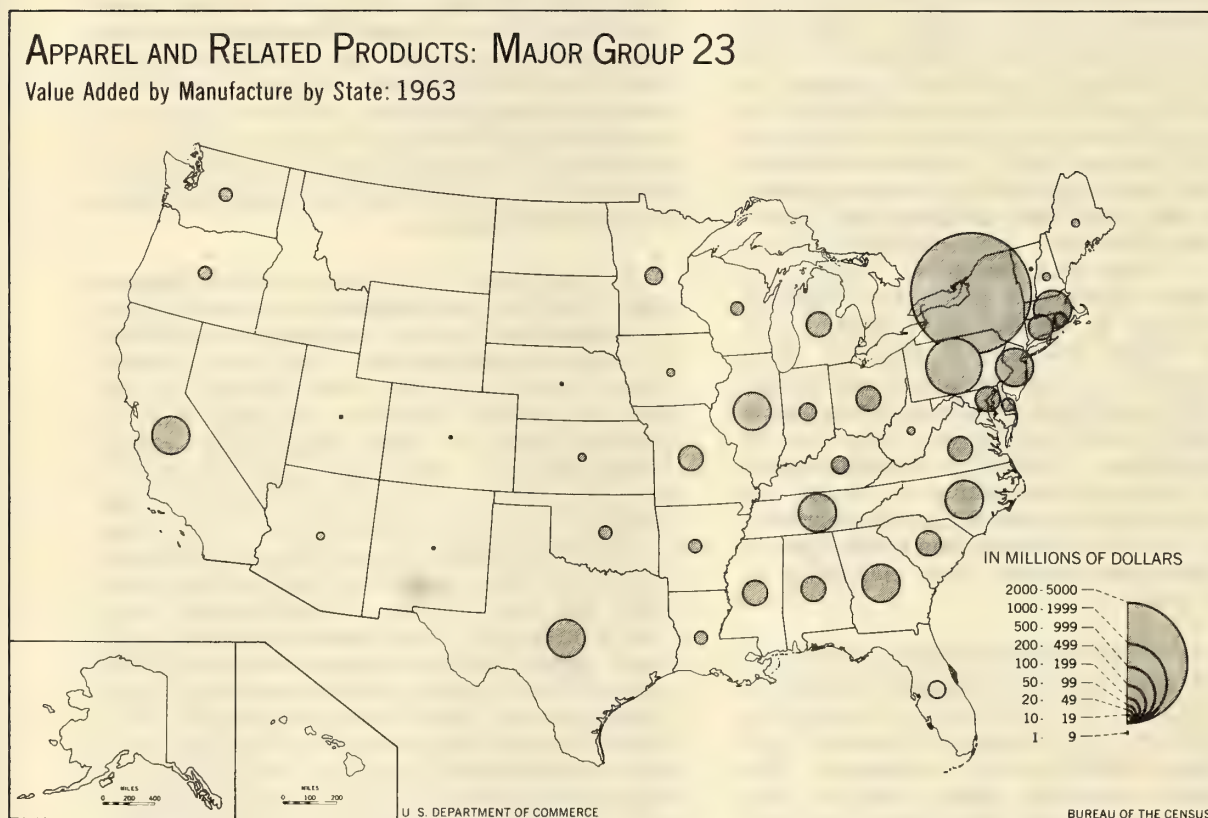 APPAREL AND RELATED PRODUCTS: MAJOR GROUP 23
Value Added by Manufacture by State: 1963
IN MILLIONS OF DOLLARS
2000 - 5000
1000 - 1999
500 - 999
200 - 499
100 - 199
50 - 99
20 - 49
10 - 19
1 - 9
MILES
0 200 400
MILES
0 100 200
U S. DEPARTMENT OF COMMERCE
BUREAU OF THE CENSUS